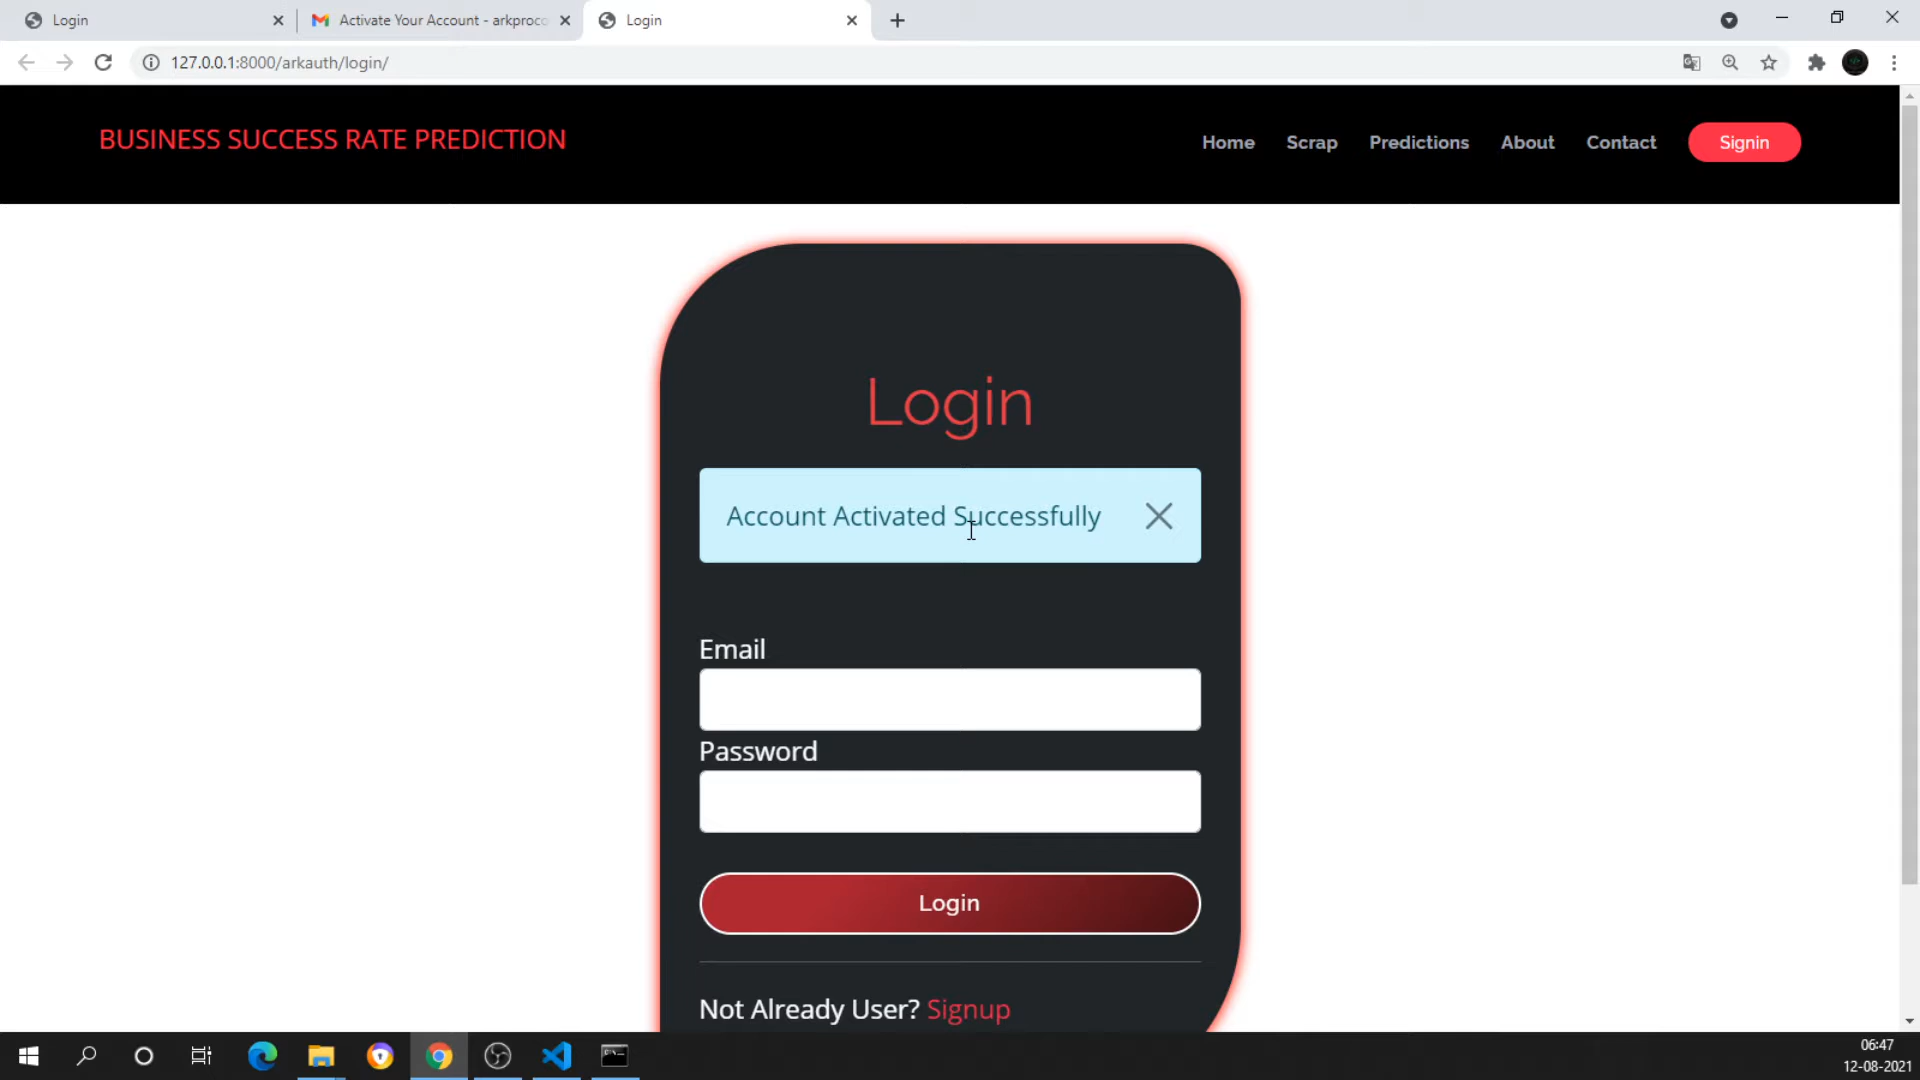 Login
Activate Your Account - arkproco
Login
127.0.0.1:8000/arkauth/login/
BUSINESS SUCCESS RATE PREDICTION
Home Scrap Predictions About Contact Signin
Login
Account Activated Successfully
Email
Password
Login
Not Already User? Signup
06:47
12-08-2021